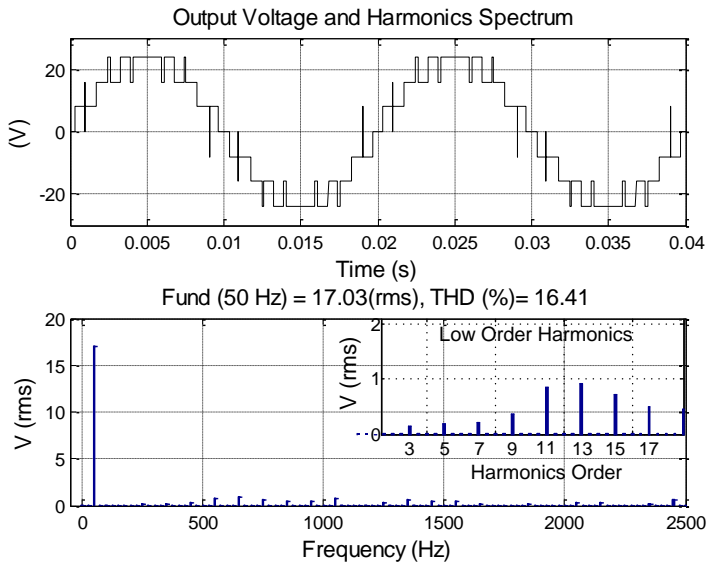 Output Voltage and Harmonics Spectrum
20
0
-20
(V)
0 0.005 0.01 0.015 0.02 0.025 0.03 0.035 0.04
Time (s)
Fund (50 Hz) = 17.03(rms), THD (%)= 16.41
20
15
10
5
0
V (rms)
Low Order Harmonics
2
1
0
V (rms)
3 5 7 9 11 13 15 17
Harmonics Order
0 500 1000 1500 2000 2500
Frequency (Hz)